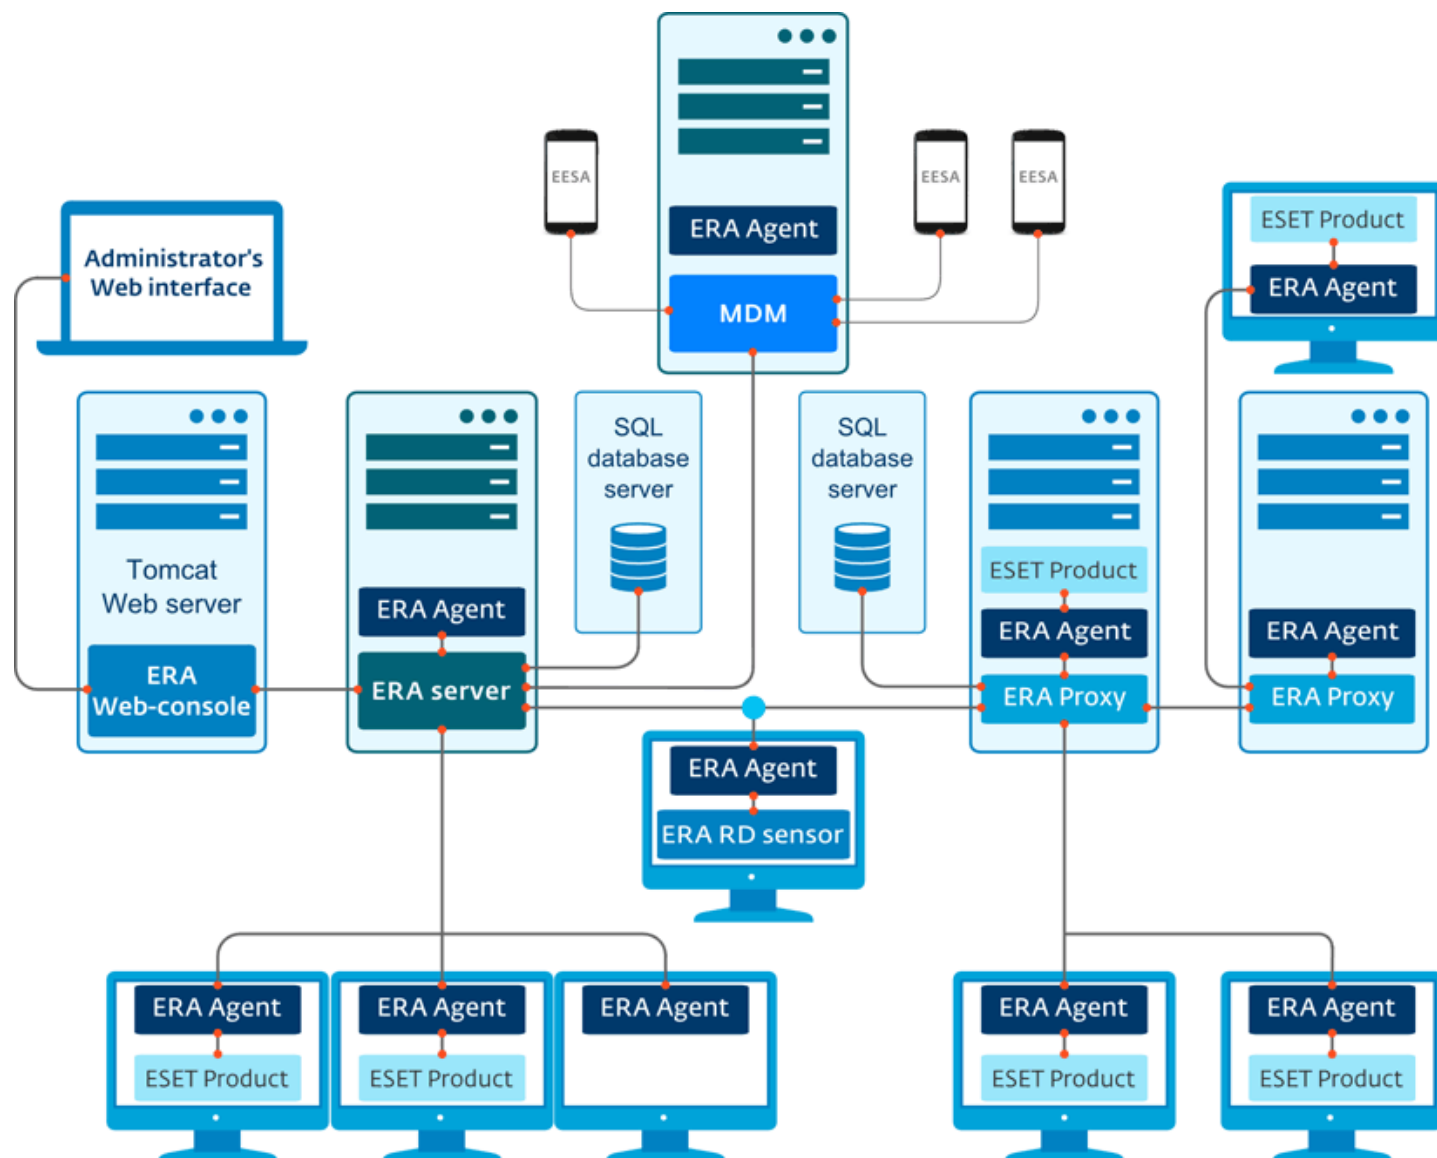 EESA
EESA
EESA
ERA Agent
MDM
ESET Product
ERA Agent
Administrator's
Web interface
Tomcat
Web server
ERA
Web-console
ERA Agent
ERA server
SQL
database
server
SQL
database
server
ESET Product
ERA Agent
ERA Proxy
ERA Agent
ERA Proxy
ERA Agent
ERA RD sensor
ERA Agent
ESET Product
ERA Agent
ESET Product
ERA Agent
ERA Agent
ESET Product
ERA Agent
ESET Product